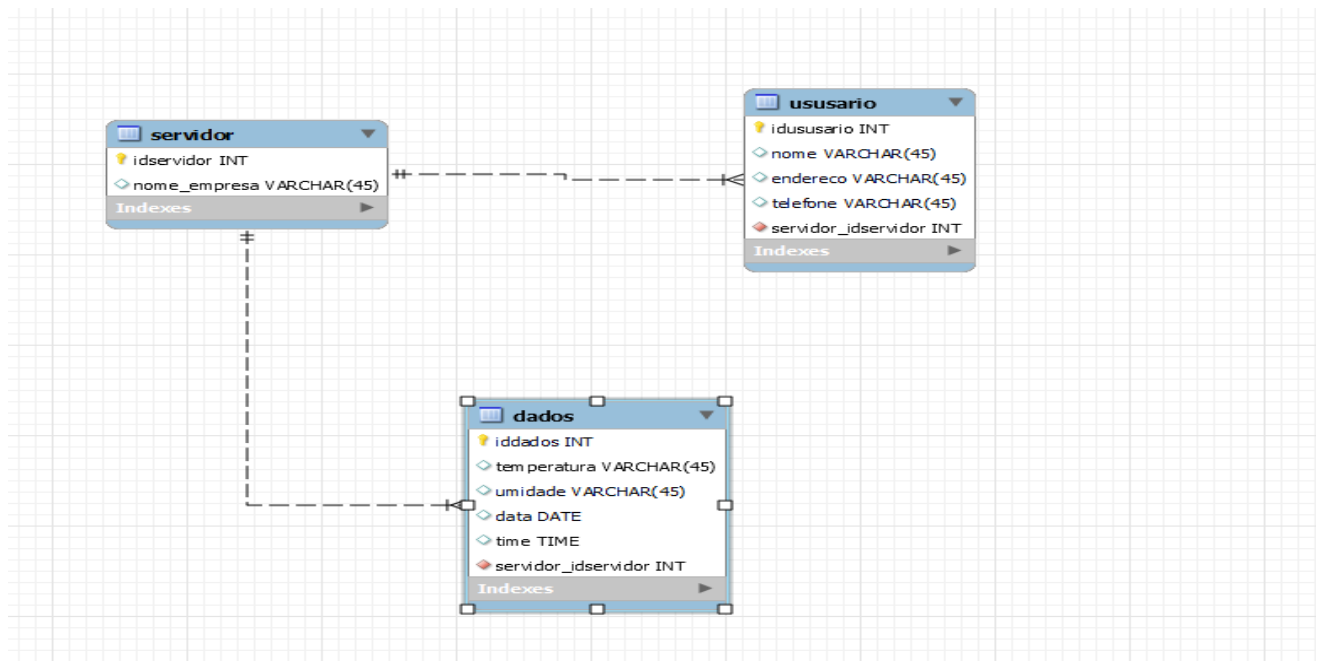 servidor
idservidor INT
nome_empresa VARCHAR(45)
Indexes
ususario
idususario INT
nome VARCHAR(45)
endereco VARCHAR(45)
telefone VARCHAR(45)
servidor_idservidor INT
Indexes
dados
iddados INT
temperatura VARCHAR(45)
umidade VARCHAR(45)
data DATE
time TIME
servidor_idservidor INT
Indexes